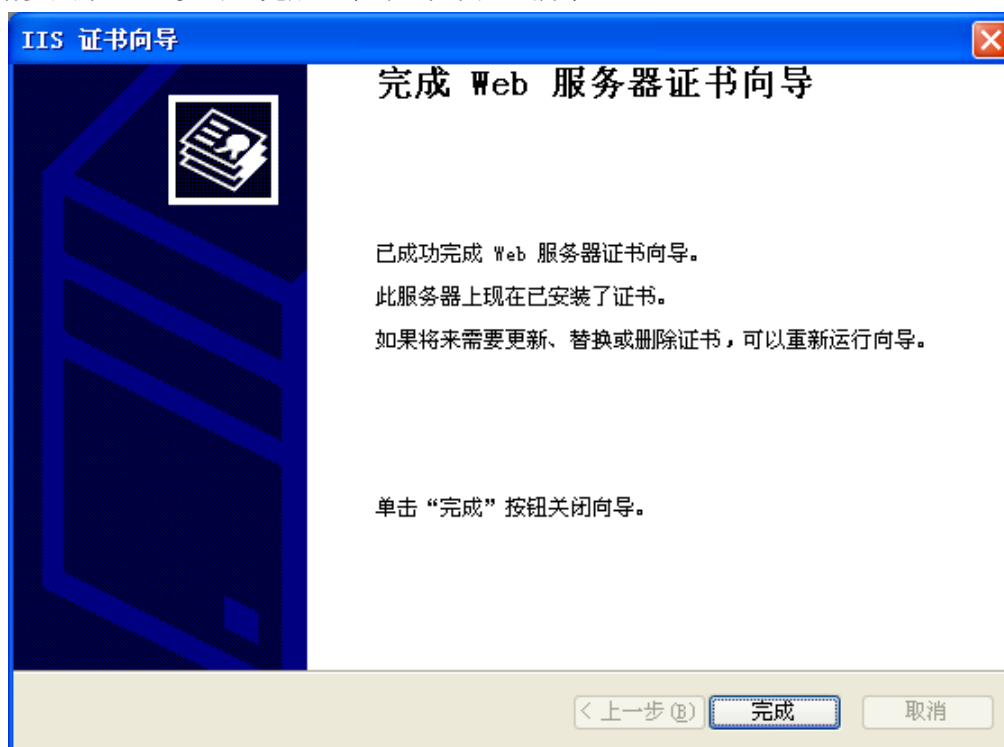 IIS 证书向导
完成 Web 服务器证书向导
已成功完成 Web 服务器证书向导。
此服务器上现在已安装了证书。
如果将来需要更新、替换或删除证书，可以重新运行向导。
单击“完成”按钮关闭向导。
< 上一步(B) 完成 取消